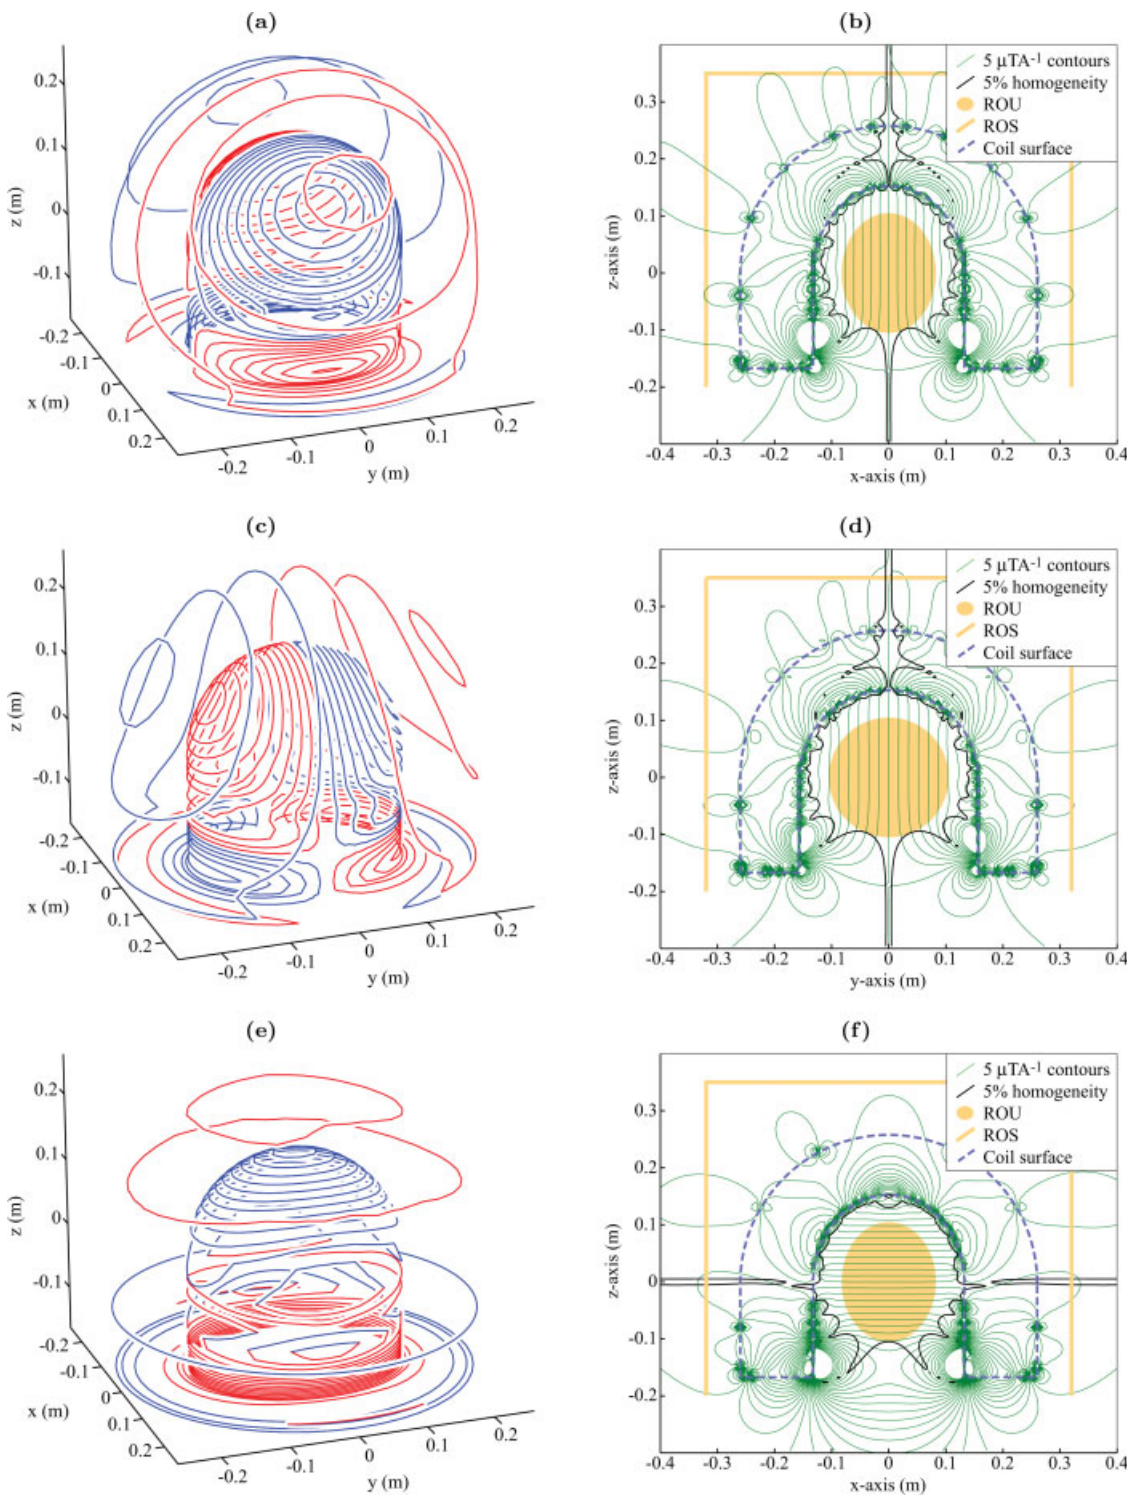 (a)
0.2
0.1
0
-0.1
z (m)
-0.2
-0.1
0
0.1
0.2
x (m)
-0.2
-0.1
0
0.1
0.2
y (m)
(b)
5 µTA-1 contours
5% homogeneity
ROU
ROS
Coil surface
0.3
0.2
0.1
0
-0.1
-0.2
z-axis (m)
-0.4 -0.3 -0.2 -0.1 0 0.1 0.2 0.3 0.4
x-axis (m)
(c)
0.2
0.1
0
-0.1
z (m)
-0.2
-0.1
0
0.1
0.2
x (m)
-0.2
-0.1
0
0.1
0.2
y (m)
(d)
5 µTA-1 contours
5% homogeneity
ROU
ROS
Coil surface
0.3
0.2
0.1
0
-0.1
-0.2
z-axis (m)
-0.4 -0.3 -0.2 -0.1 0 0.1 0.2 0.3 0.4
y-axis (m)
(e)
0.2
0.1
0
-0.1
z (m)
-0.2
-0.1
0
0.1
0.2
x (m)
-0.2
-0.1
0
0.1
0.2
y (m)
(f)
5 µTA-1 contours
5% homogeneity
ROU
ROS
Coil surface
0.3
0.2
0.1
0
-0.1
-0.2
z-axis (m)
-0.4 -0.3 -0.2 -0.1 0 0.1 0.2 0.3 0.4
x-axis (m)